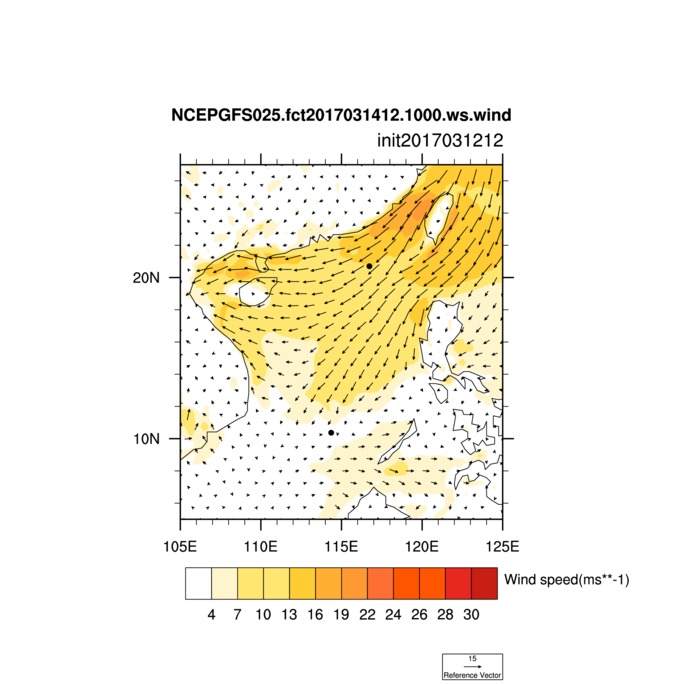 NCEPGFS025.fct2017031412.1000.ws.wind
init2017031212
20N
10N
105E 110E 115E 120E 125E
Wind speed(ms**-1)
4 7 10 13 16 19 22 24 26 28 30
15
Reference Vector